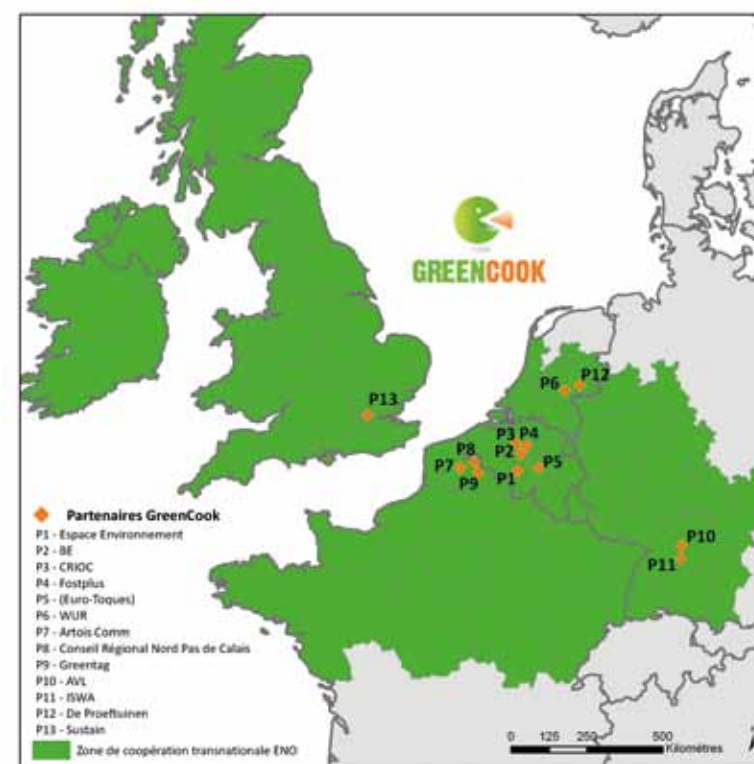 GREENCOOK
P13
P6
P12
P3
P4
P2
P8
P7
P9
P1
P5
P10
P11
Partenaires GreenCook
P1 - Espace Environnement
P2 - BE
P3 - CRIOC
P4 - Fostplus
P5 - (Euro-Toques)
P6 - WUR
P7 - Artois Comm
P8 - Conseil Régional Nord Pas de Calais
P9 - Greentag
P10 - AVL
P11 - ISWA
P12 - De Proeftuinen
P13 - Sustain
Zone de coopération transnationale ENO
0 125 250 500
Kilomètres